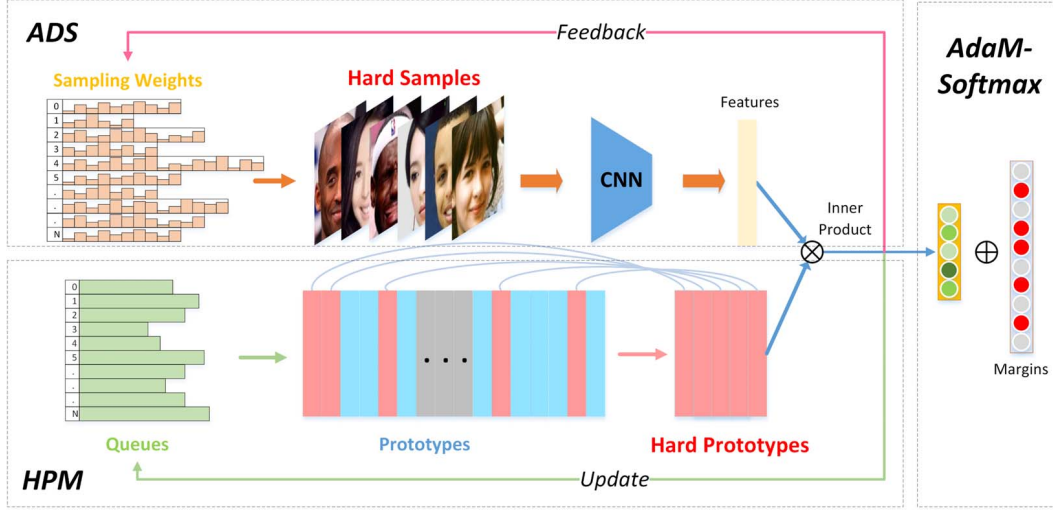 ADS
Feedback
Sampling Weights
Hard Samples
0
1
2
3
4
5
.
.
.
N
CNN
Features
Inner
Product
AdaM-
Softmax
Margins
0
1
2
3
4
5
.
.
.
N
. . .
Queues
Prototypes
Hard Prototypes
HPM
Update